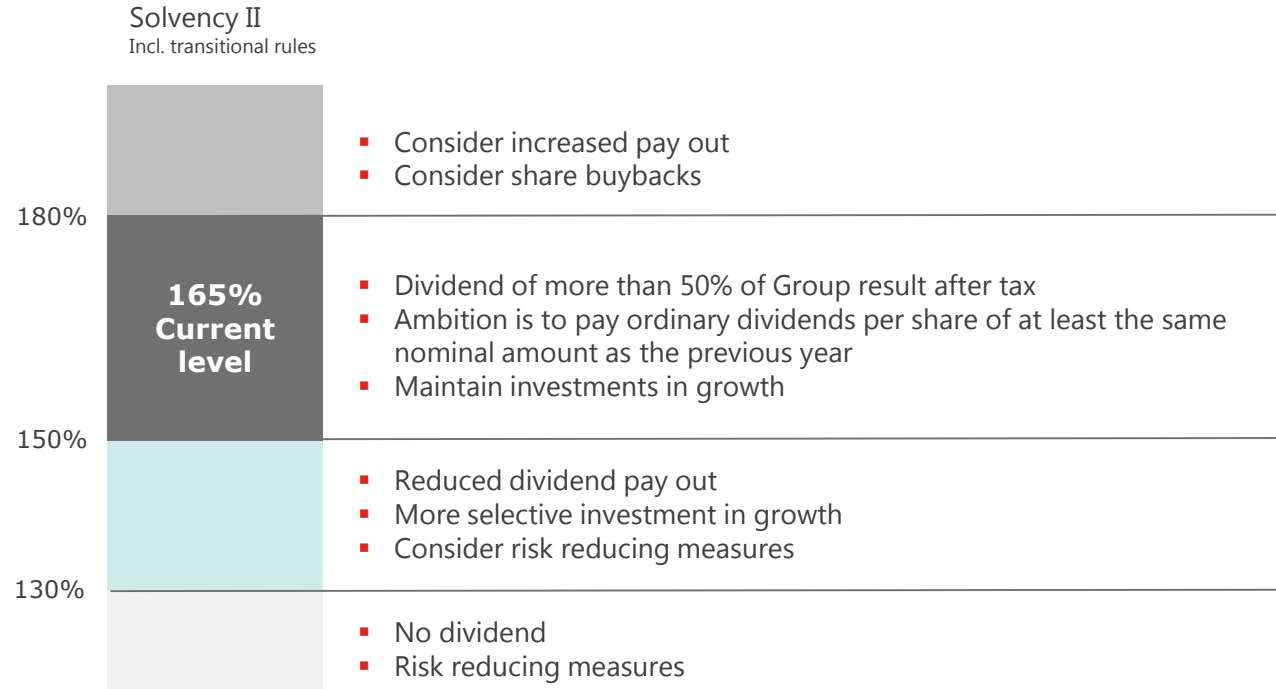 Solvency II
Incl. transitional rules
▪ Consider increased pay out
▪ Consider share buybacks
180%
165%
Current
level
▪ Dividend of more than 50% of Group result after tax
▪ Ambition is to pay ordinary dividends per share of at least the same
nominal amount as the previous year
▪ Maintain investments in growth
150%
▪ Reduced dividend pay out
▪ More selective investment in growth
▪ Consider risk reducing measures
130%
▪ No dividend
▪ Risk reducing measures